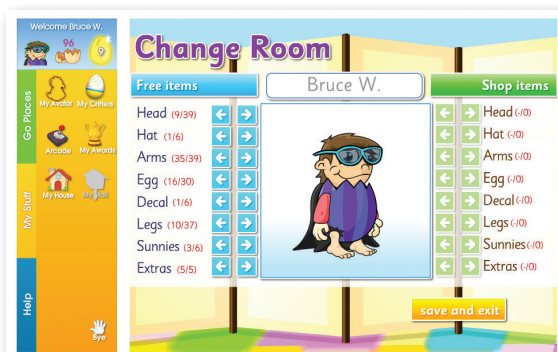 Welcome Bruce W.
96
9
Go Places
My Avatar
My Critters
Arcade
My Awards
My Stuff
My House
Help
Bye
Change Room
Free items
Bruce W.
Shop items
Head (9/39)
Hat (1/6)
Arms (35/39)
Egg (16/30)
Decal (1/6)
Legs (10/37)
Sunnies (3/6)
Extras (5/5)
Head (-/0)
Hat (-/0)
Arms (-/0)
Egg (-/0)
Decal (-/0)
Legs (-/0)
Sunnies (-/0)
Extras (-/0)
save and exit